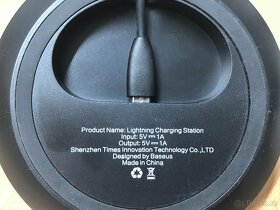 Product Name: Lightning Charging Station
Input: 5V⎓1A
Output: 5V⎓1A
Shenzhen Times Innovation Technology Co., LTD
Designed by Baseus
Made in China